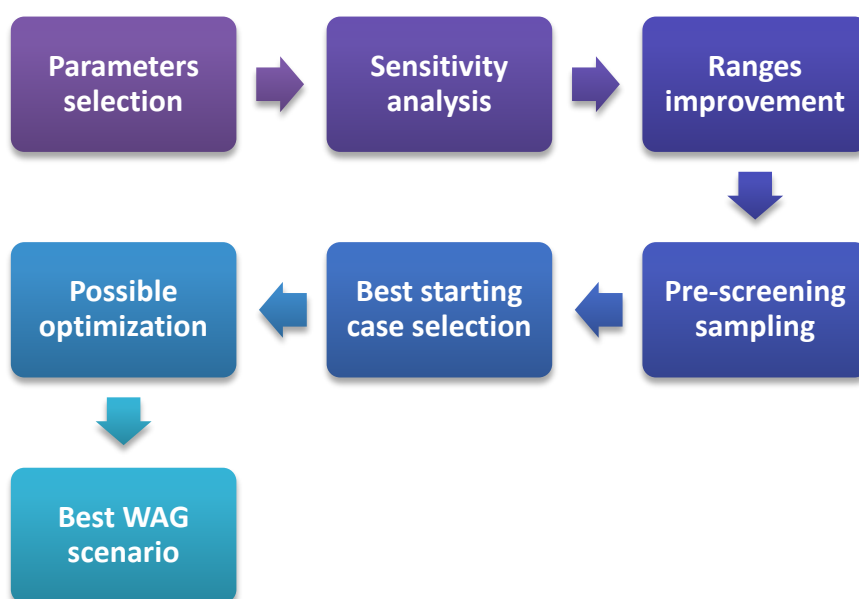 Parameters
selection
Sensitivity
analysis
Ranges
improvement
Pre-screening
sampling
Best starting
case selection
Possible
optimization
Best WAG
scenario